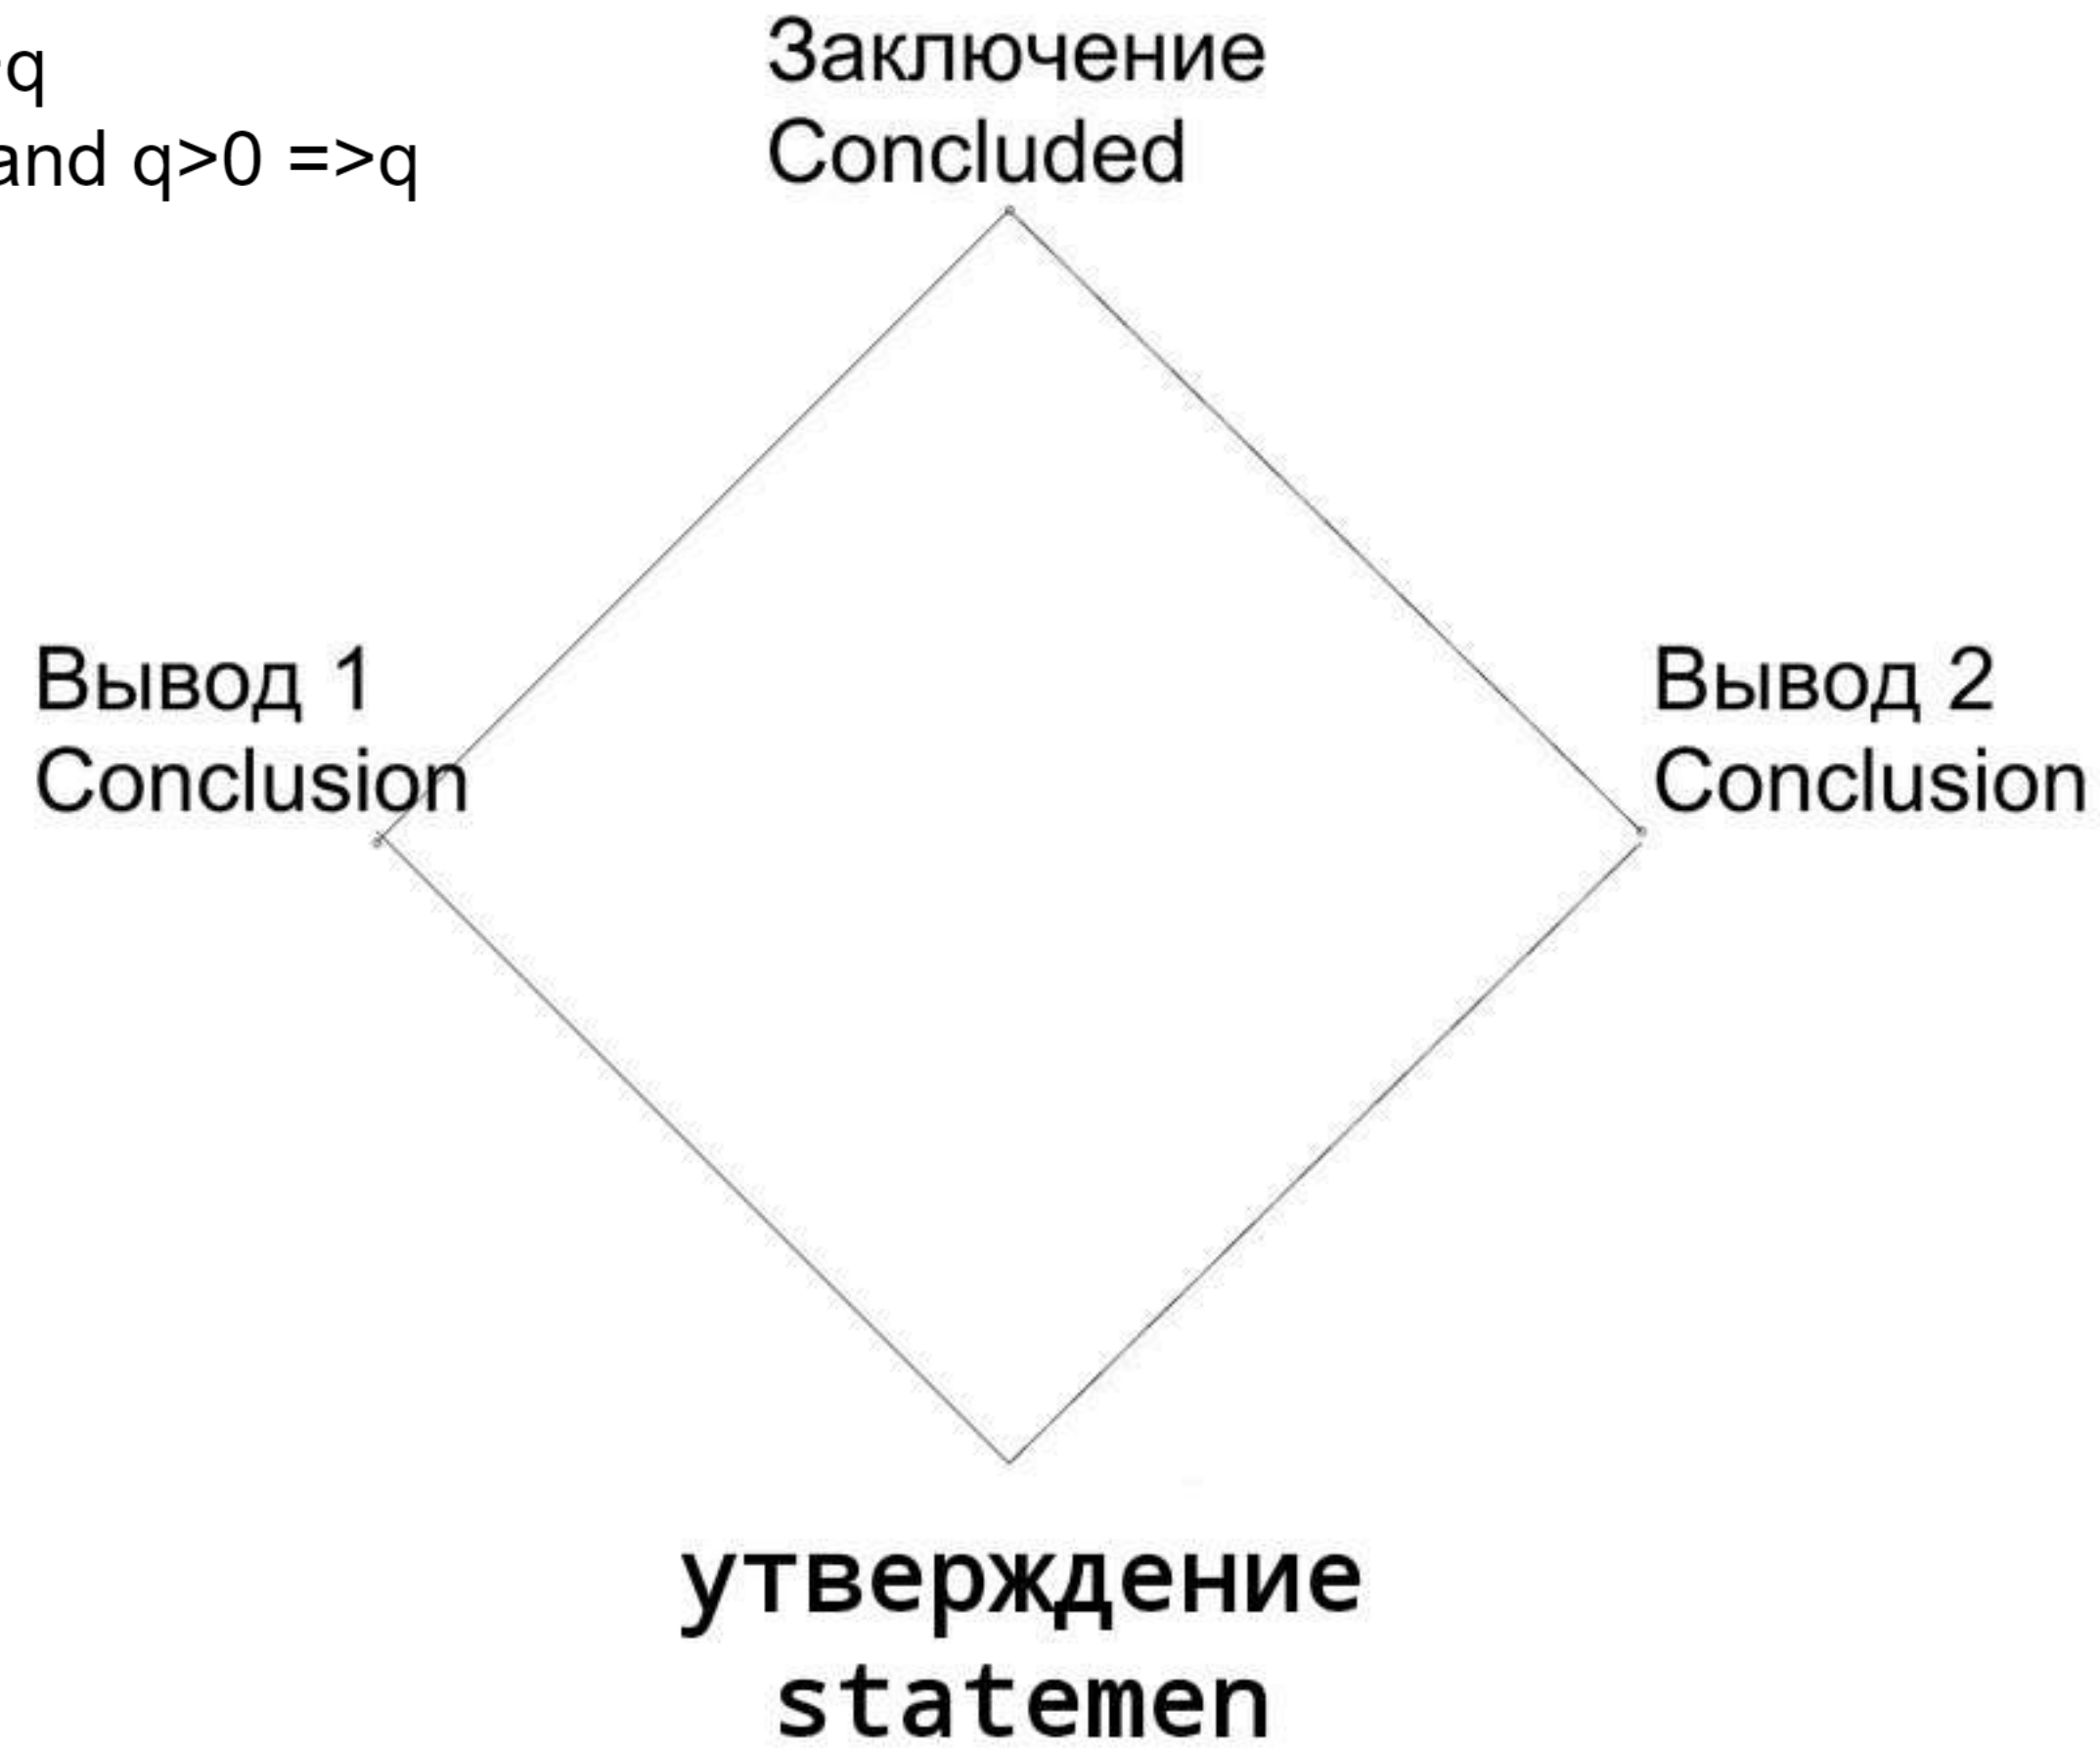 q
and q>0 =>q
Заключение
Concluded
Вывод 1
Conclusion
Вывод 2
Conclusion
утверждение
statemen